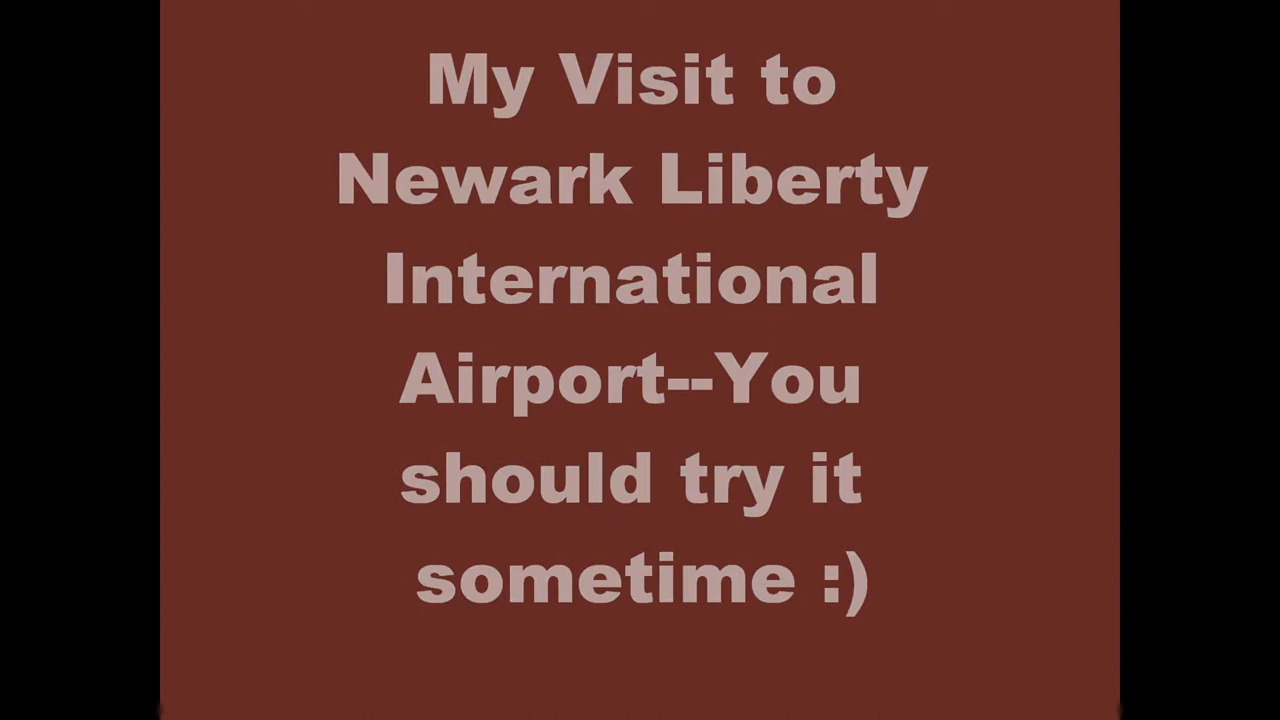 My Visit to
Newark Liberty
International
Airport--You
should try it
sometime :)